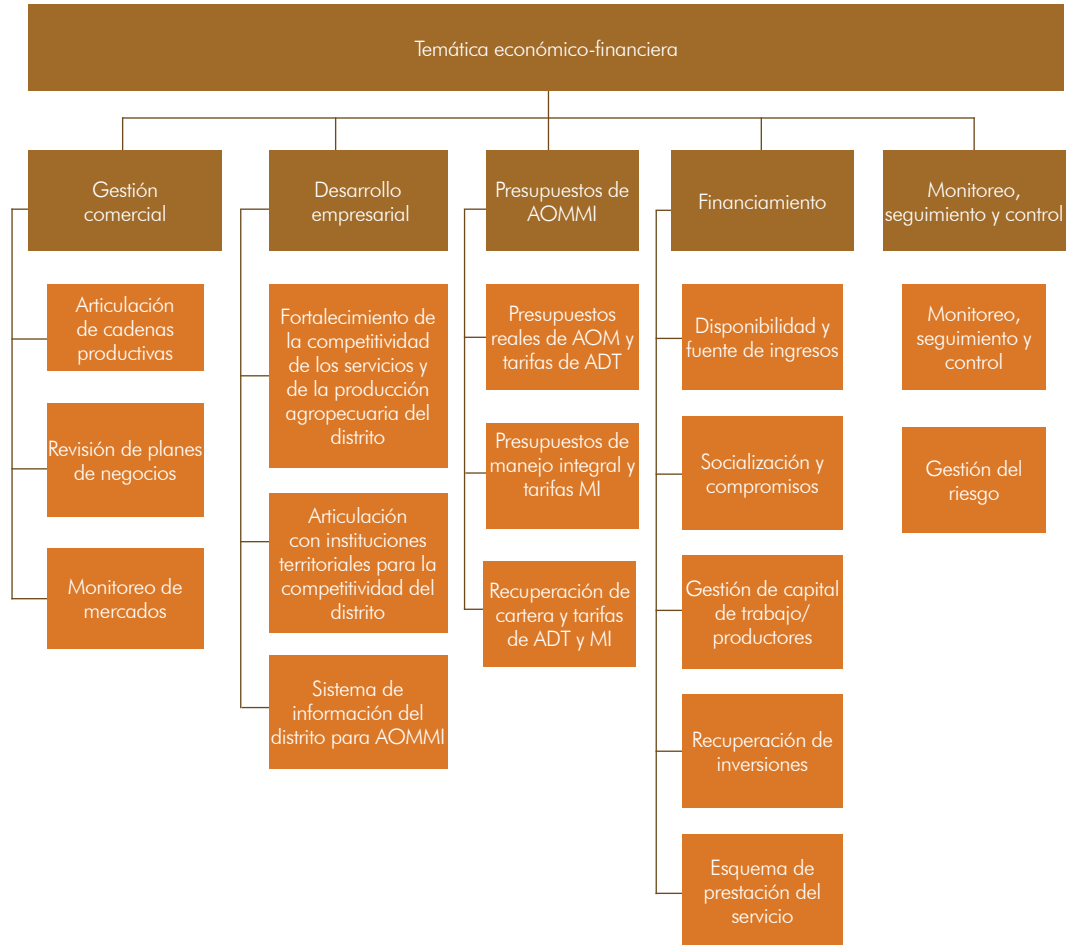 Temática económico-financiera
Gestión
comercial
Desarrollo
empresarial
Presupuestos de
AOMMI
Financiamiento
Monitoreo,
seguimiento y control
Articulación
de cadenas
productivas
Revisión de planes
de negocios
Monitoreo de
mercados
Fortalecimiento de
la competitividad
de los servicios y
de la producción
agropecuaria del
distrito
Articulación
con instituciones
territoriales para la
competitividad del
distrito
Sistema de
información del
distrito para AOMMI
Presupuestos
reales de AOM y
tarifas de ADT
Presupuestos de
manejo integral y
tarifas MI
Recuperación de
cartera y tarifas
de ADT y MI
Disponibilidad y
fuente de ingresos
Socialización y
compromisos
Gestión de capital
de trabajo/
productores
Recuperación de
inversiones
Esquema de
prestación del
servicio
Monitoreo,
seguimiento y
control
Gestión del
riesgo